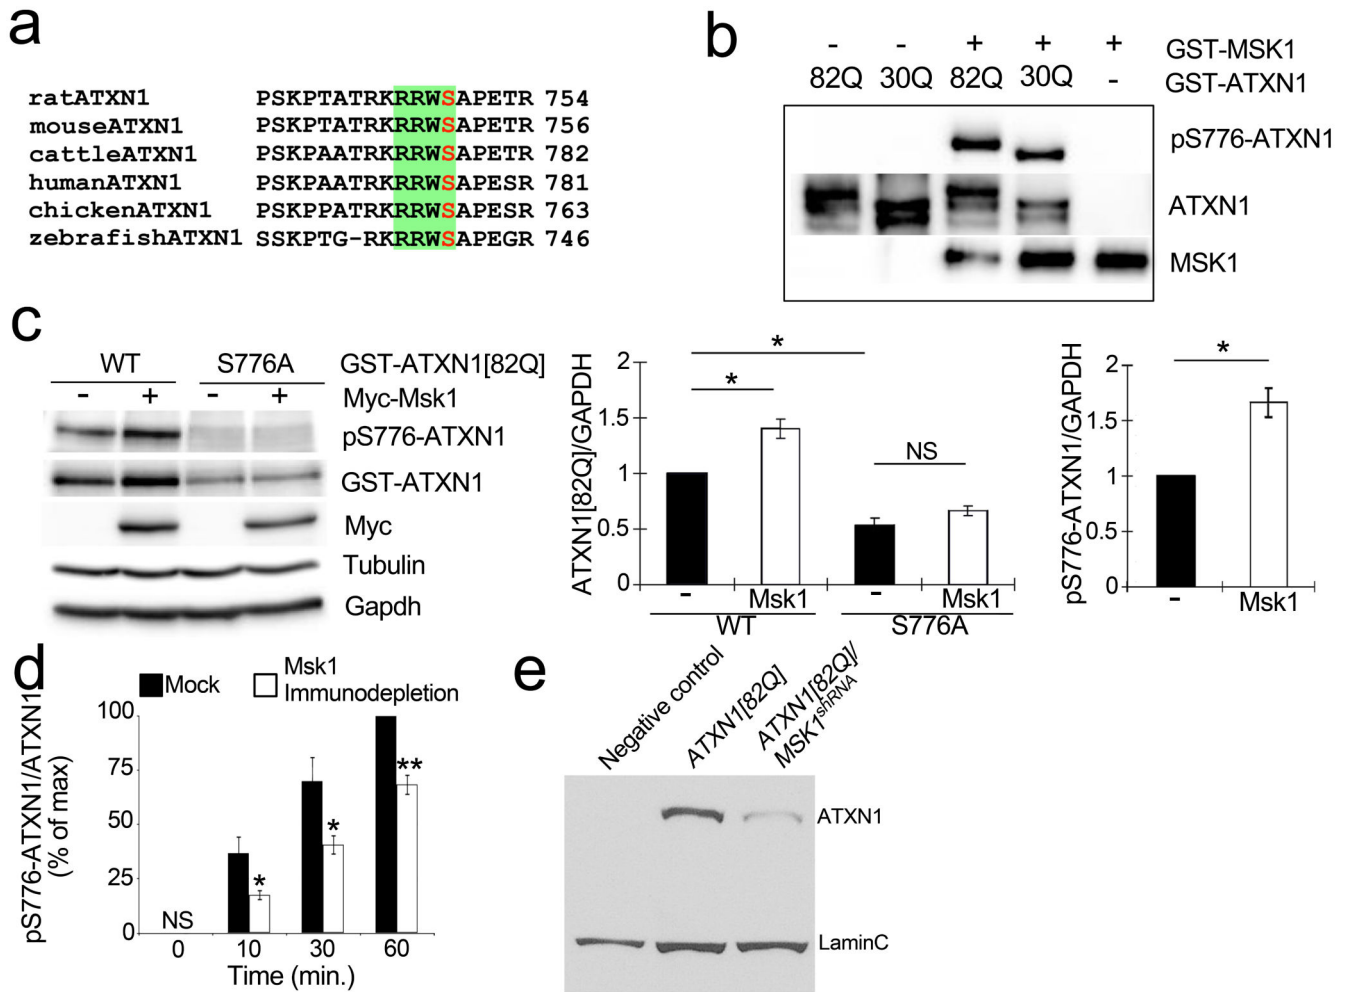 a
ratATXN1 PSKPTATRKRRWSAPETR 754
mouseATXN1 PSKPTATRKRRWSAPETR 756
cattleATXN1 PSKPAATRKRRWSAPETR 782
humanATXN1 PSKPAATRKRRWSAPESR 781
chickenATXN1 PSKPPATRKRRWSAPESR 763
zebrafishATXN1 SSKPTG-RKRRWSAPEGR 746
b
- - + + + GST-MSK1
82Q 30Q 82Q 30Q - GST-ATXN1
pS776-ATXN1
ATXN1
MSK1
c
WT S776A GST-ATXN1[82Q]
- + - + Myc-Msk1
pS776-ATXN1
GST-ATXN1
Myc
Tubulin
Gapdh
ATXN1[82Q]/GAPDH
2
1.5
1
0.5
0
*
*
NS
- Msk1 - Msk1
WT S776A
pS776-ATXN1/GAPDH
2
1.5
1
0.5
0
*
- Msk1
d
Mock
Msk1
Immunodepletion
pS776-ATXN1/ATXN1
(% of max)
100
75
50
25
0
NS
*
*
**
0 10 30 60
Time (min.)
e
Negative control
ATXN1[82Q]
ATXN1[82Q]/
MSK1shRNA
ATXN1
LaminC